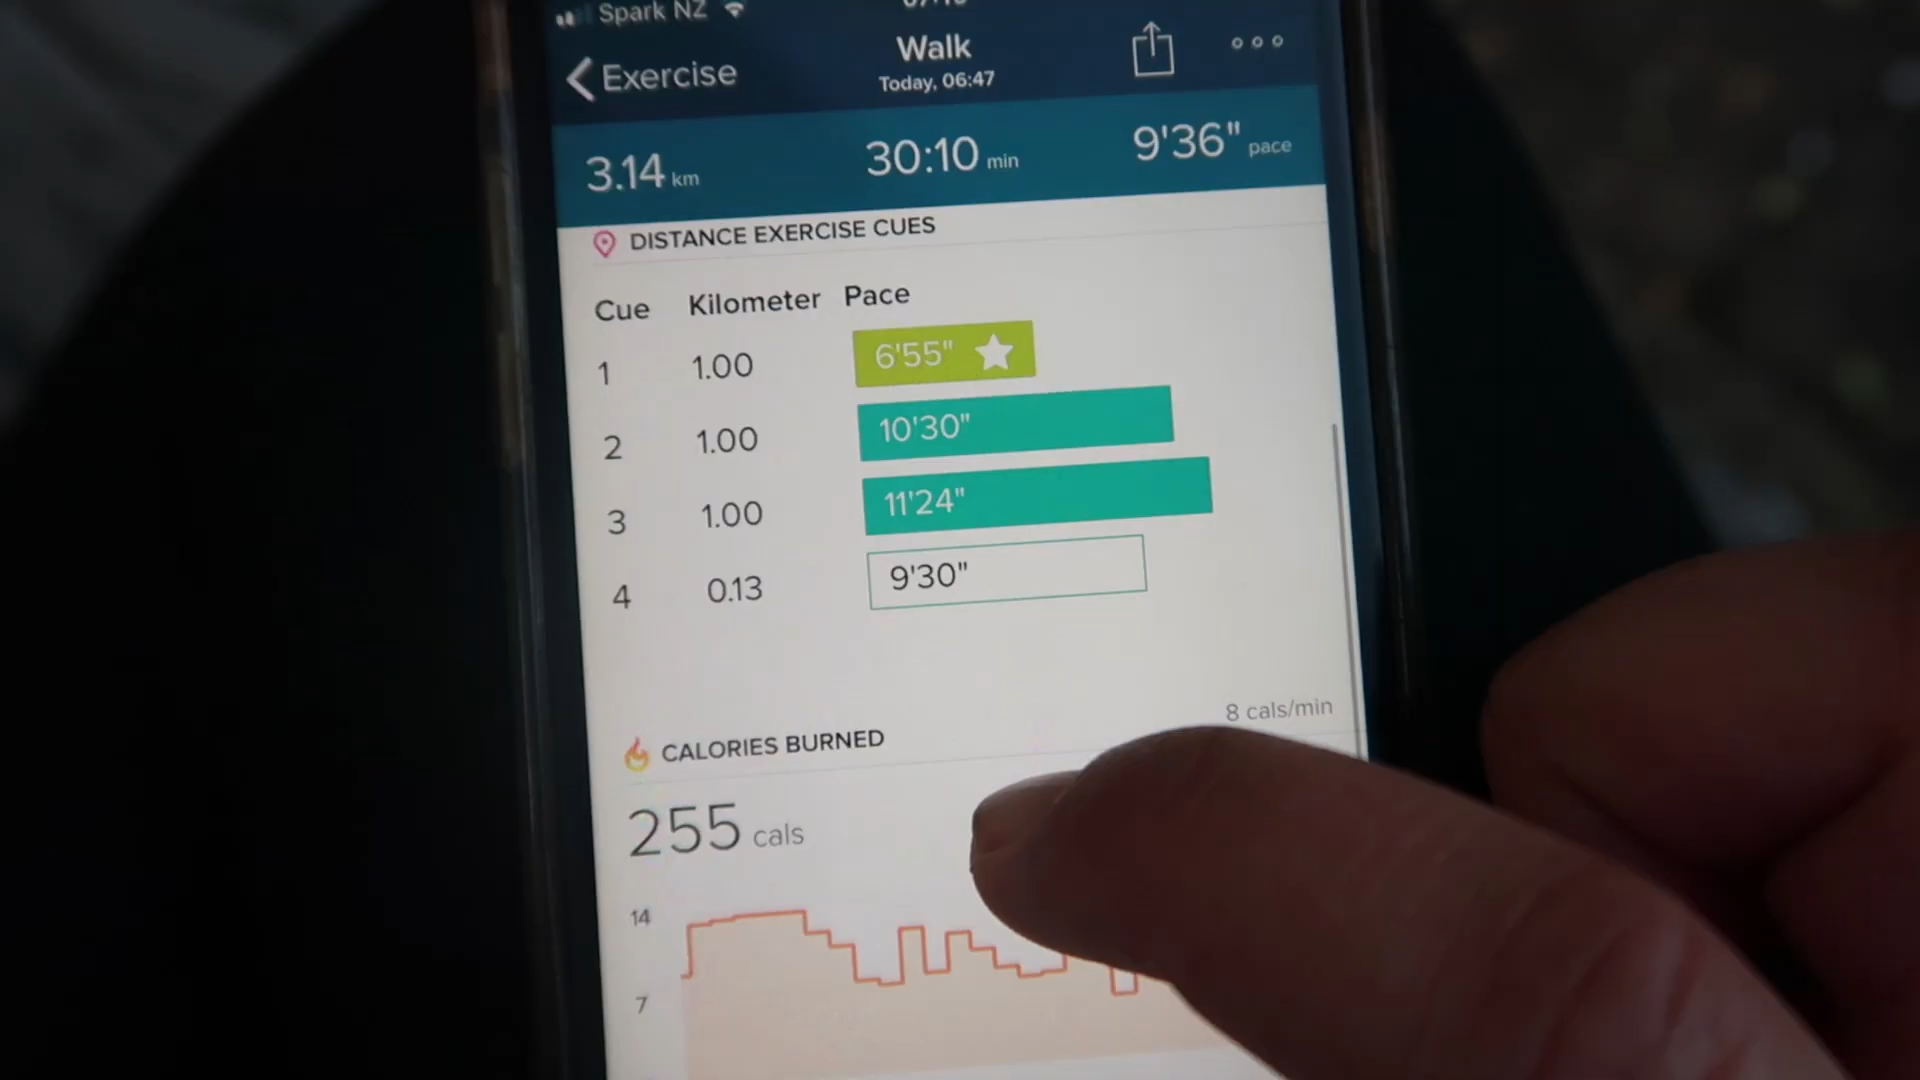 Spark NZ
Exercise
Walk
Today, 06:47
3.14 km
30:10 min
9'36" pace
DISTANCE EXERCISE CUES
Cue Kilometer Pace
1 1.00 6'55"
2 1.00 10'30"
3 1.00 11'24"
4 0.13 9'30"
CALORIES BURNED
8 cals/min
255 cals
14
7